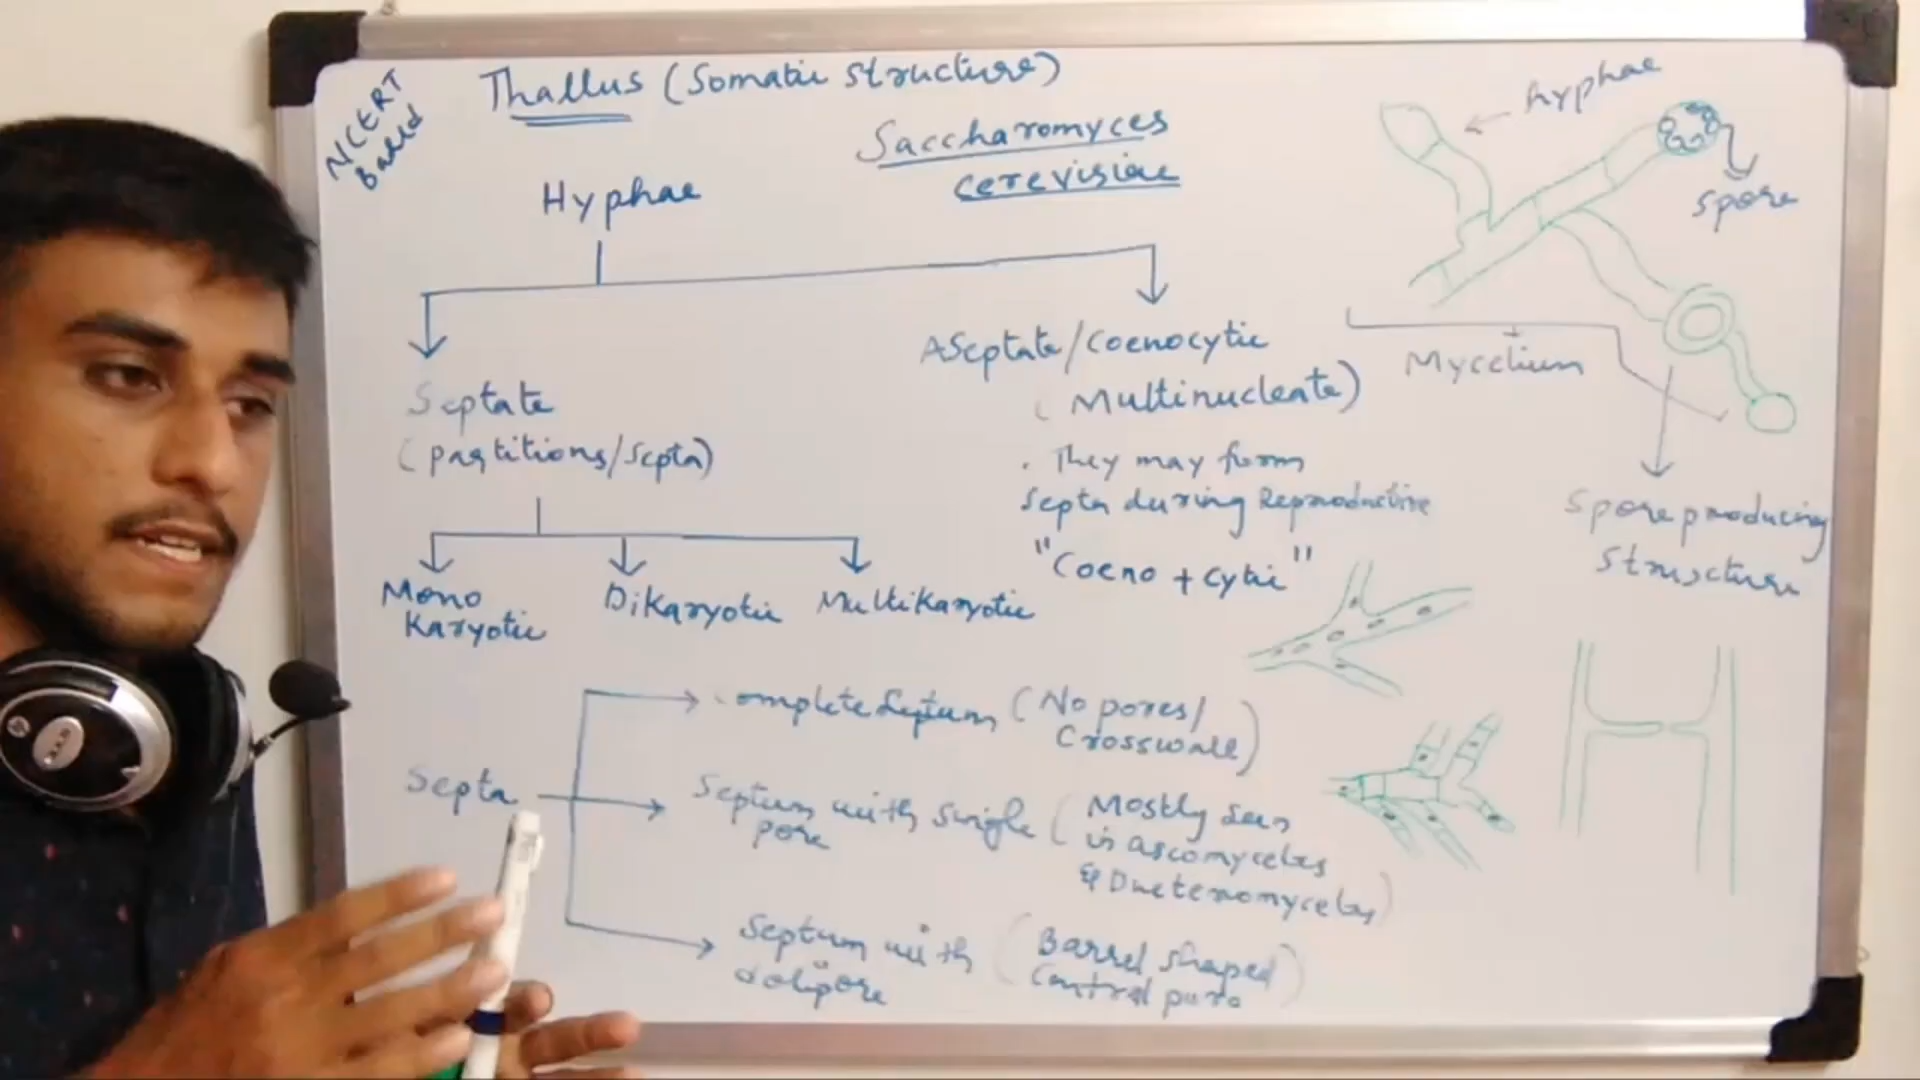 NCERT
Based
Thallus (Somatic structure)
Saccharomyces
cerevisiae
Hyphae
Septate
(partitions/septa)
Mono
Karyotic
DiKaryotic
MultiKaryotic
ASeptate/Coenocytic
(Multinucleate)
. They may form
septa during Reproductive
"Coeno + cytic"
hyphae
spore
Mycelium
Spore producing
structure
Septa
omplete septum (No pores/
Crosswall)
Septum with single
pore
(Mostly seen
in ascomycetes
& Dueteromycetes)
Septum with
dolipore
(Barrel shaped
Central pore)